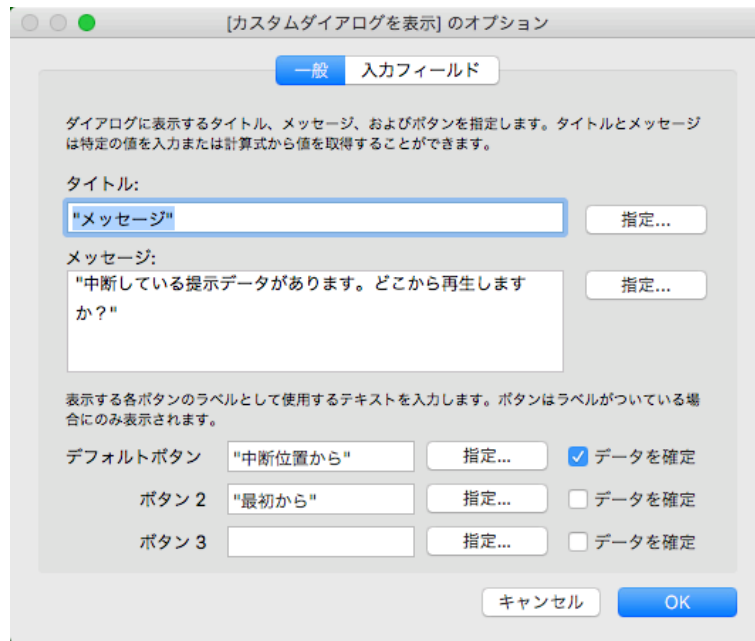 [カスタムダイアログを表示] のオプション
一般 入力フィールド
ダイアログに表示するタイトル、メッセージ、およびボタンを指定します。タイトルとメッセージ
は特定の値を入力または計算式から値を取得することができます。
タイトル:
"メッセージ" 指定...
メッセージ:
"中断している提示データがあります。どこから再生します 指定...
か？"
表示する各ボタンのラベルとして使用するテキストを入力します。ボタンはラベルがついている場
合にのみ表示されます。
デフォルトボタン "中断位置から" 指定... データを確定
ボタン 2 "最初から" 指定... データを確定
ボタン 3 指定... データを確定
キャンセル OK